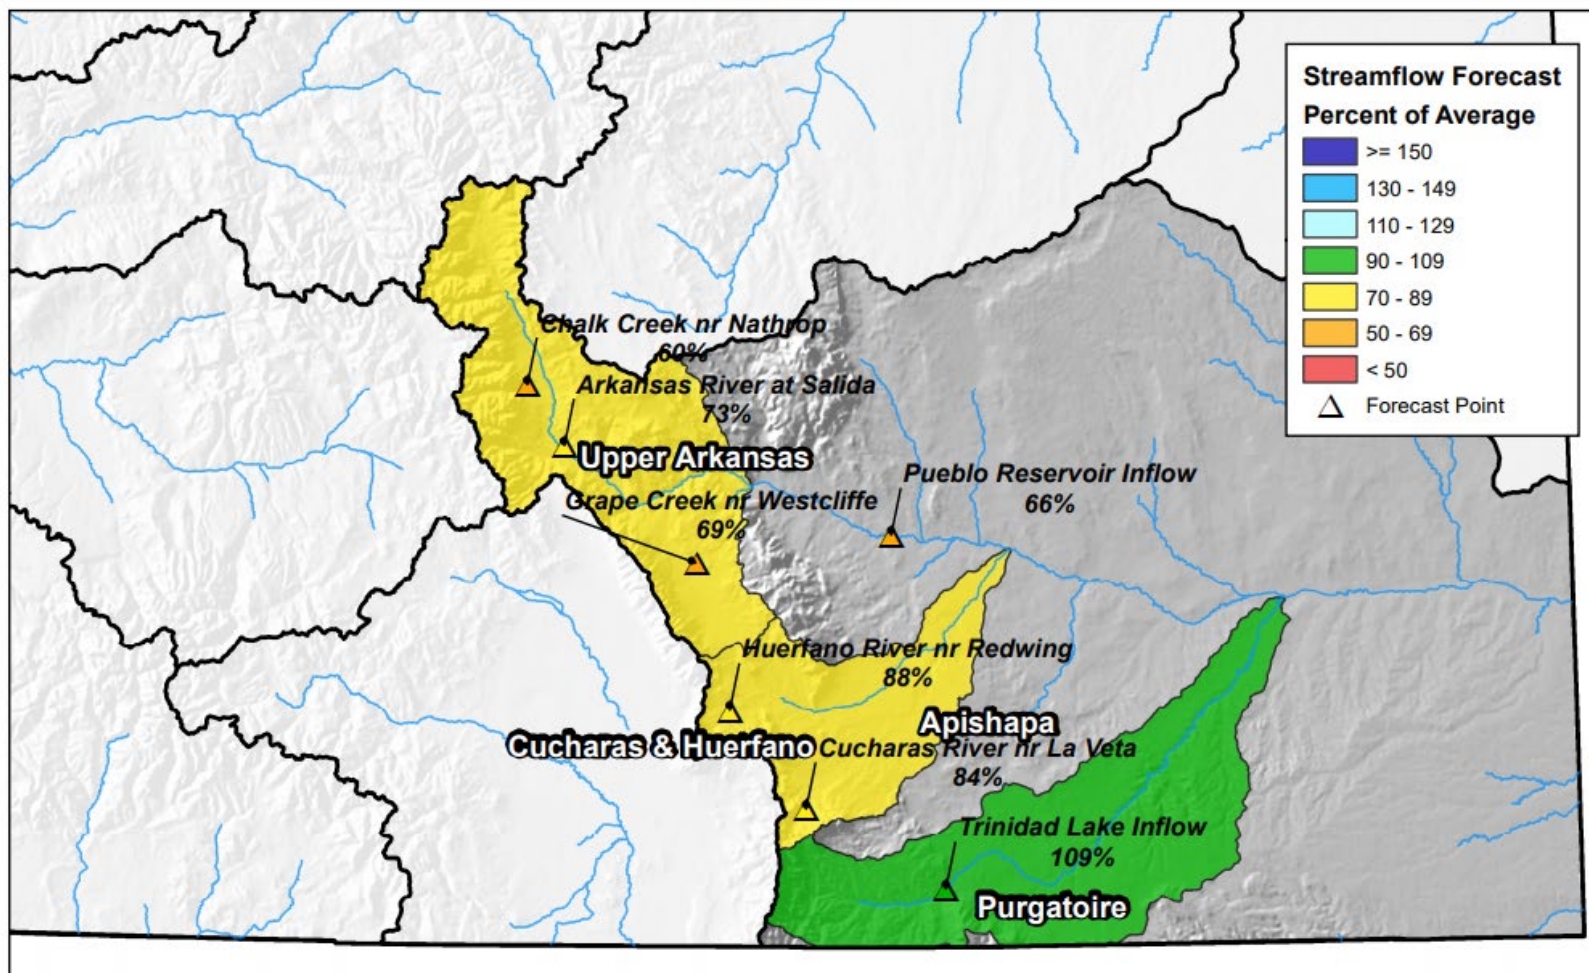 Streamflow Forecast
Percent of Average
>= 150
130 - 149
110 - 129
90 - 109
70 - 89
50 - 69
< 50
Forecast Point
Chalk Creek nr Nathrop
60%
Arkansas River at Salida
73%
Upper Arkansas
Pueblo Reservoir Inflow
66%
Grape Creek nr Westcliffe
69%
Huerfano River nr Redwing
88%
Apishapa
Cucharas & Huerfano
Cucharas River nr La Veta
84%
Trinidad Lake Inflow
109%
Purgatoire